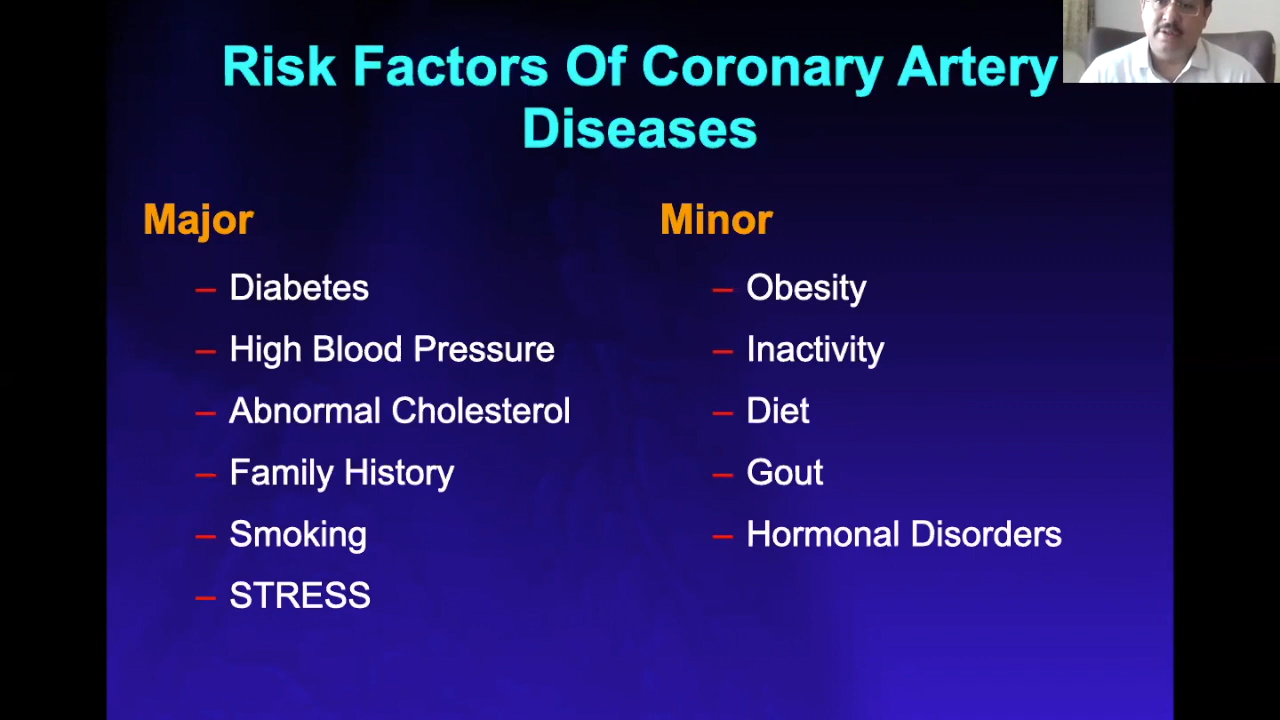 Risk Factors Of Coronary Artery
Diseases
Major
– Diabetes
– High Blood Pressure
– Abnormal Cholesterol
– Family History
– Smoking
– STRESS
Minor
– Obesity
– Inactivity
– Diet
– Gout
– Hormonal Disorders